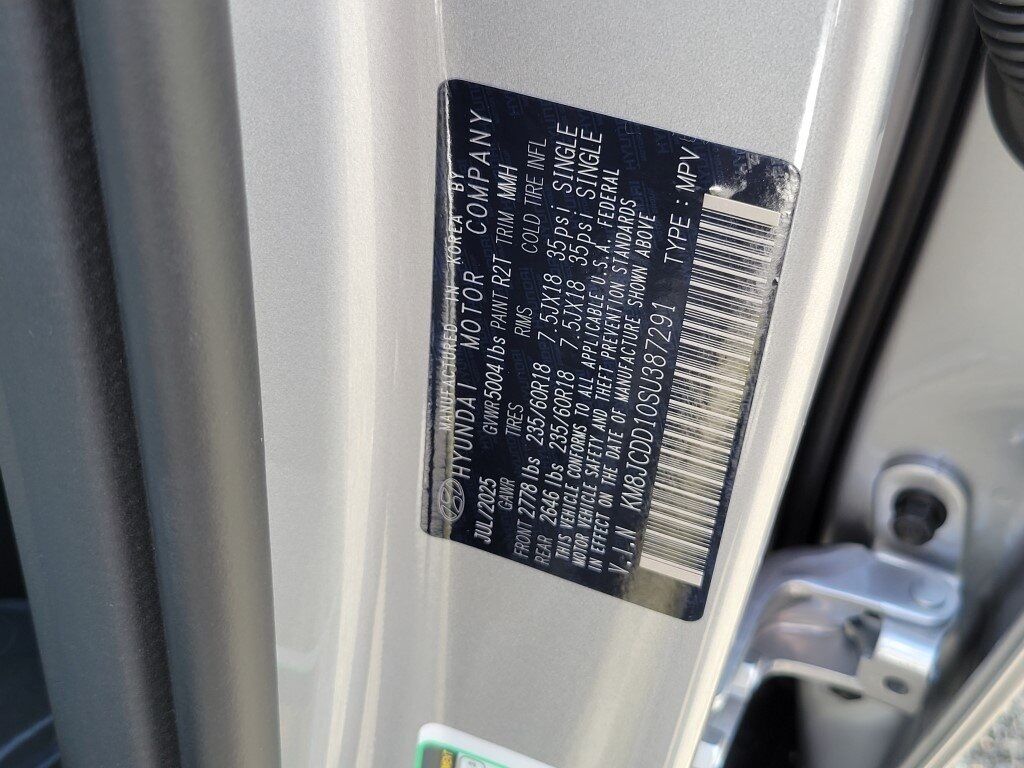 MANUFACTURED IN KOREA BY
HYUNDAI MOTOR COMPANY
JUL/2025 GVWR5004lbs PAINT R2T TRIM MMH
GAWR TIRES RIMS COLD TIRE INFL
FRONT 2778 lbs 235/60R18 7.5JX18 35psi SINGLE
REAR 2646 lbs 235/60R18 7.5JX18 35psi SINGLE
THIS VEHICLE CONFORMS TO ALL APPLICABLE U.S.A. FEDERAL
MOTOR VEHICLE SAFETY AND THEFT PREVENTION STANDARDS
IN EFFECT ON THE DATE OF MANUFACTURE SHOWN ABOVE
V.I.N KM8JCDD10SU387291 TYPE : MPV